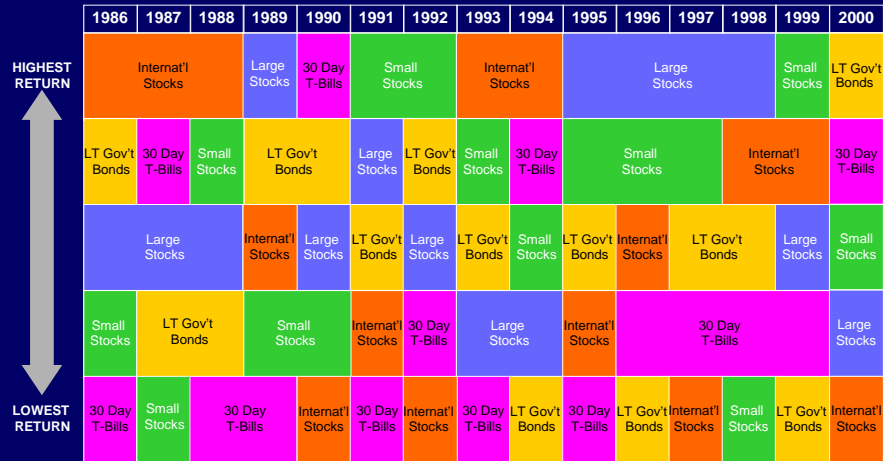 1986 1987 1988 1989 1990 1991 1992 1993 1994 1995 1996 1997 1998 1999 2000
HIGHEST
RETURN
Internat'l
Stocks
Large
Stocks
30 Day
T-Bills
Small
Stocks
Internat'l
Stocks
Large
Stocks
Small
Stocks
LT Gov't
Bonds
LT Gov't
Bonds
30 Day
T-Bills
Small
Stocks
LT Gov't
Bonds
Large
Stocks
LT Gov't
Bonds
Small
Stocks
30 Day
T-Bills
Small
Stocks
Internat'l
Stocks
30 Day
T-Bills
Large
Stocks
Internat'l
Stocks
Large
Stocks
LT Gov't
Bonds
Large
Stocks
LT Gov't
Bonds
Small
Stocks
LT Gov't
Bonds
Internat'l
Stocks
LT Gov't
Bonds
Large
Stocks
Small
Stocks
Small
Stocks
LT Gov't
Bonds
Small
Stocks
Internat'l
Stocks
30 Day
T-Bills
Large
Stocks
Internat'l
Stocks
30 Day
T-Bills
Large
Stocks
LOWEST
RETURN
30 Day
T-Bills
Small
Stocks
30 Day
T-Bills
Internat'l
Stocks
30 Day
T-Bills
Internat'l
Stocks
30 Day
T-Bills
LT Gov't
Bonds
30 Day
T-Bills
LT Gov't
Bonds
Internat'l
Stocks
Small
Stocks
LT Gov't
Bonds
Internat'l
Stocks